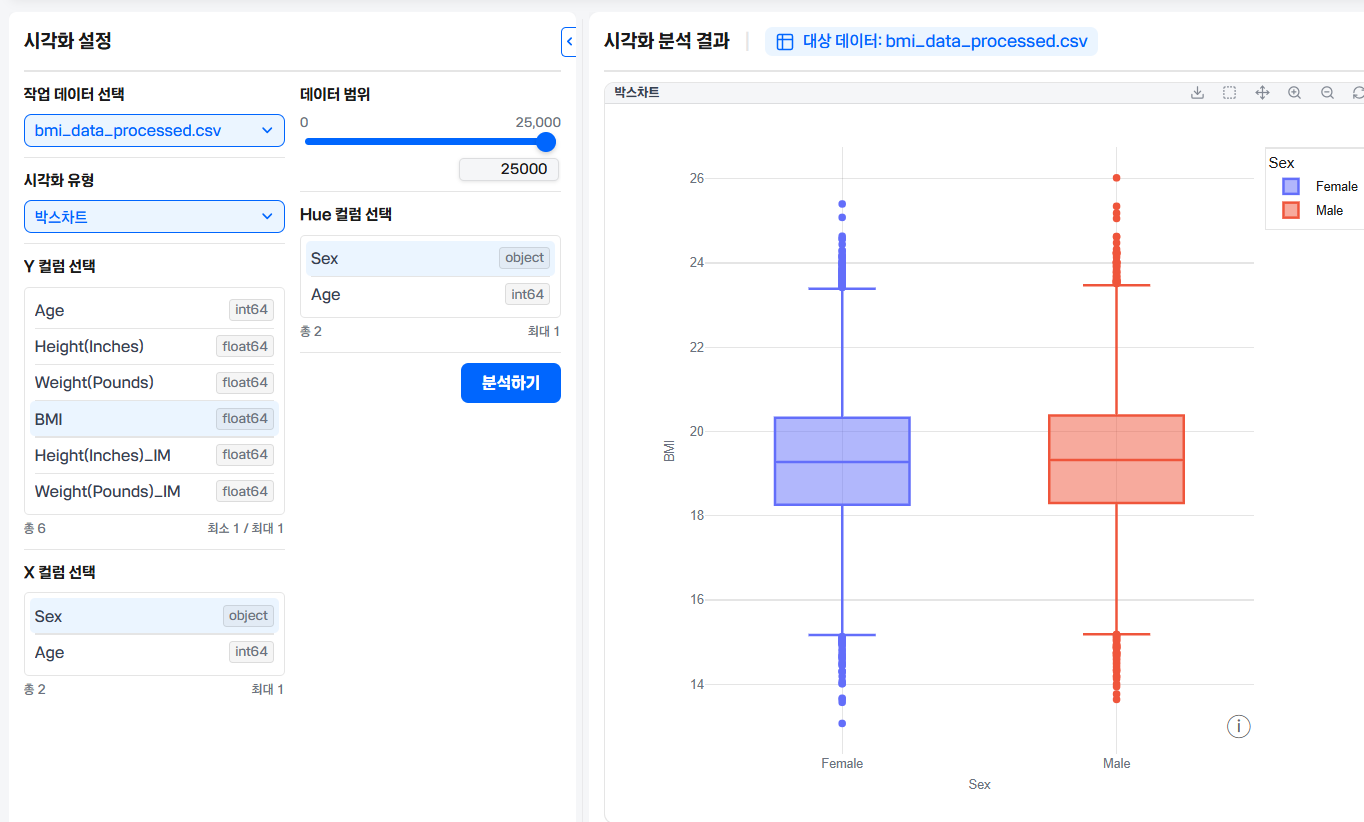 시각화 설정
작업 데이터 선택
bmi_data_processed.csv
시각화 유형
박스차트
Y 컬럼 선택
Age int64
Height(Inches) float64
Weight(Pounds) float64
BMI float64
Height(Inches)_IM float64
Weight(Pounds)_IM float64
총 6 최소 1 / 최대 1
X 컬럼 선택
Sex object
Age int64
총 2 최대 1
데이터 범위
0 25,000
25000
Hue 컬럼 선택
Sex object
Age int64
총 2 최대 1
분석하기
시각화 분석 결과 대상 데이터: bmi_data_processed.csv
박스차트
26
24
22
20
18
16
14
BMI
Female Male
Sex
Sex
Female
Male